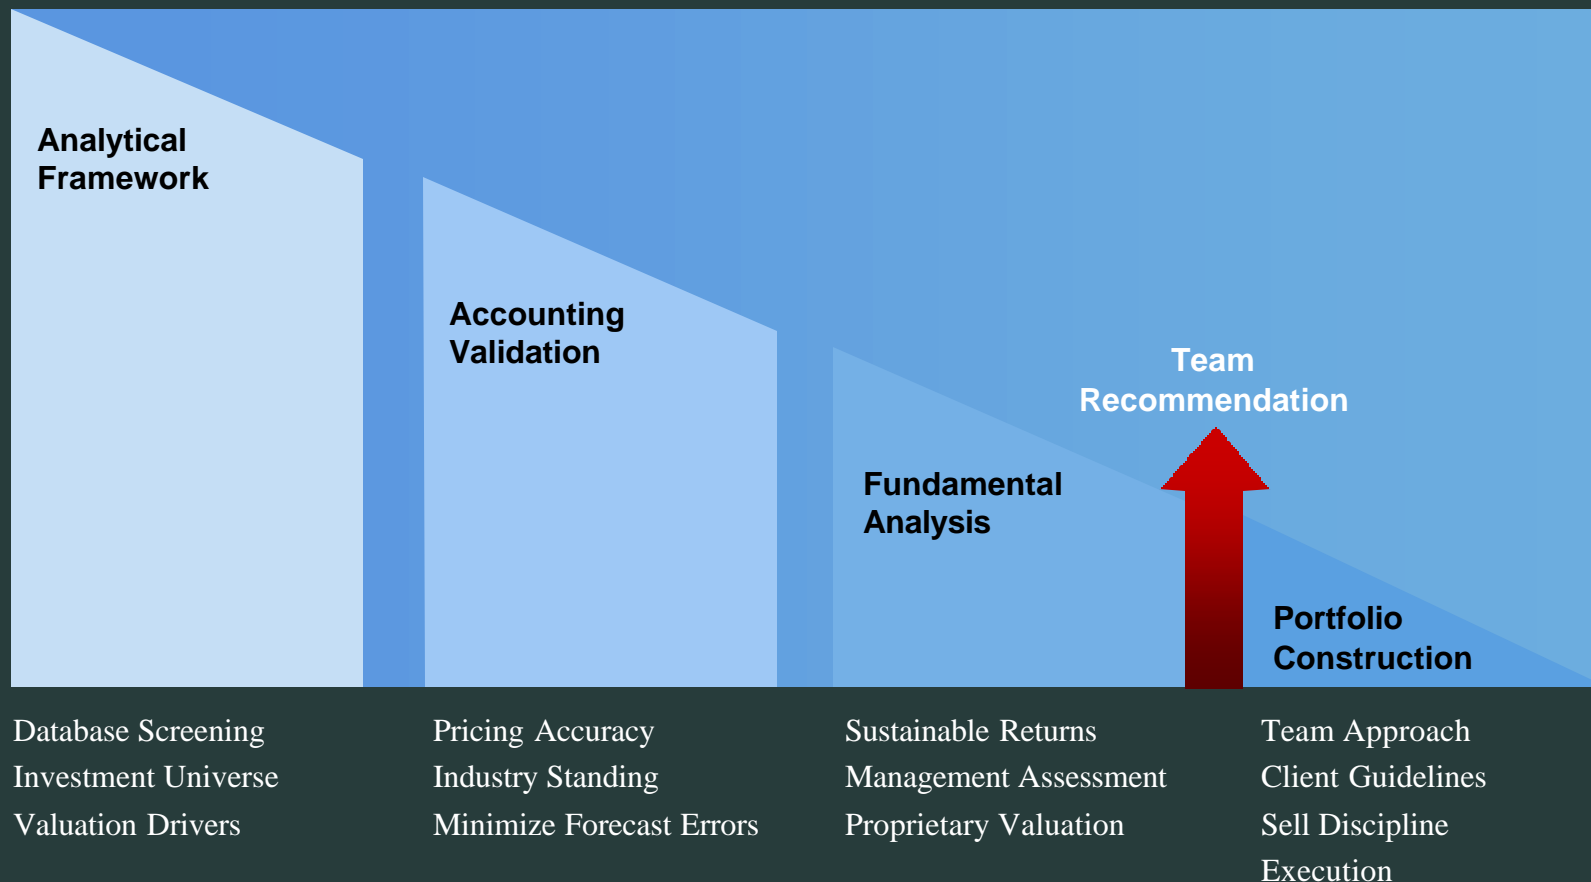 Analytical
Framework
Accounting
Validation
Fundamental
Analysis
Team
Recommendation
Portfolio
Construction
Database Screening
Investment Universe
Valuation Drivers
Pricing Accuracy
Industry Standing
Minimize Forecast Errors
Sustainable Returns
Management Assessment
Proprietary Valuation
Team Approach
Client Guidelines
Sell Discipline
Execution